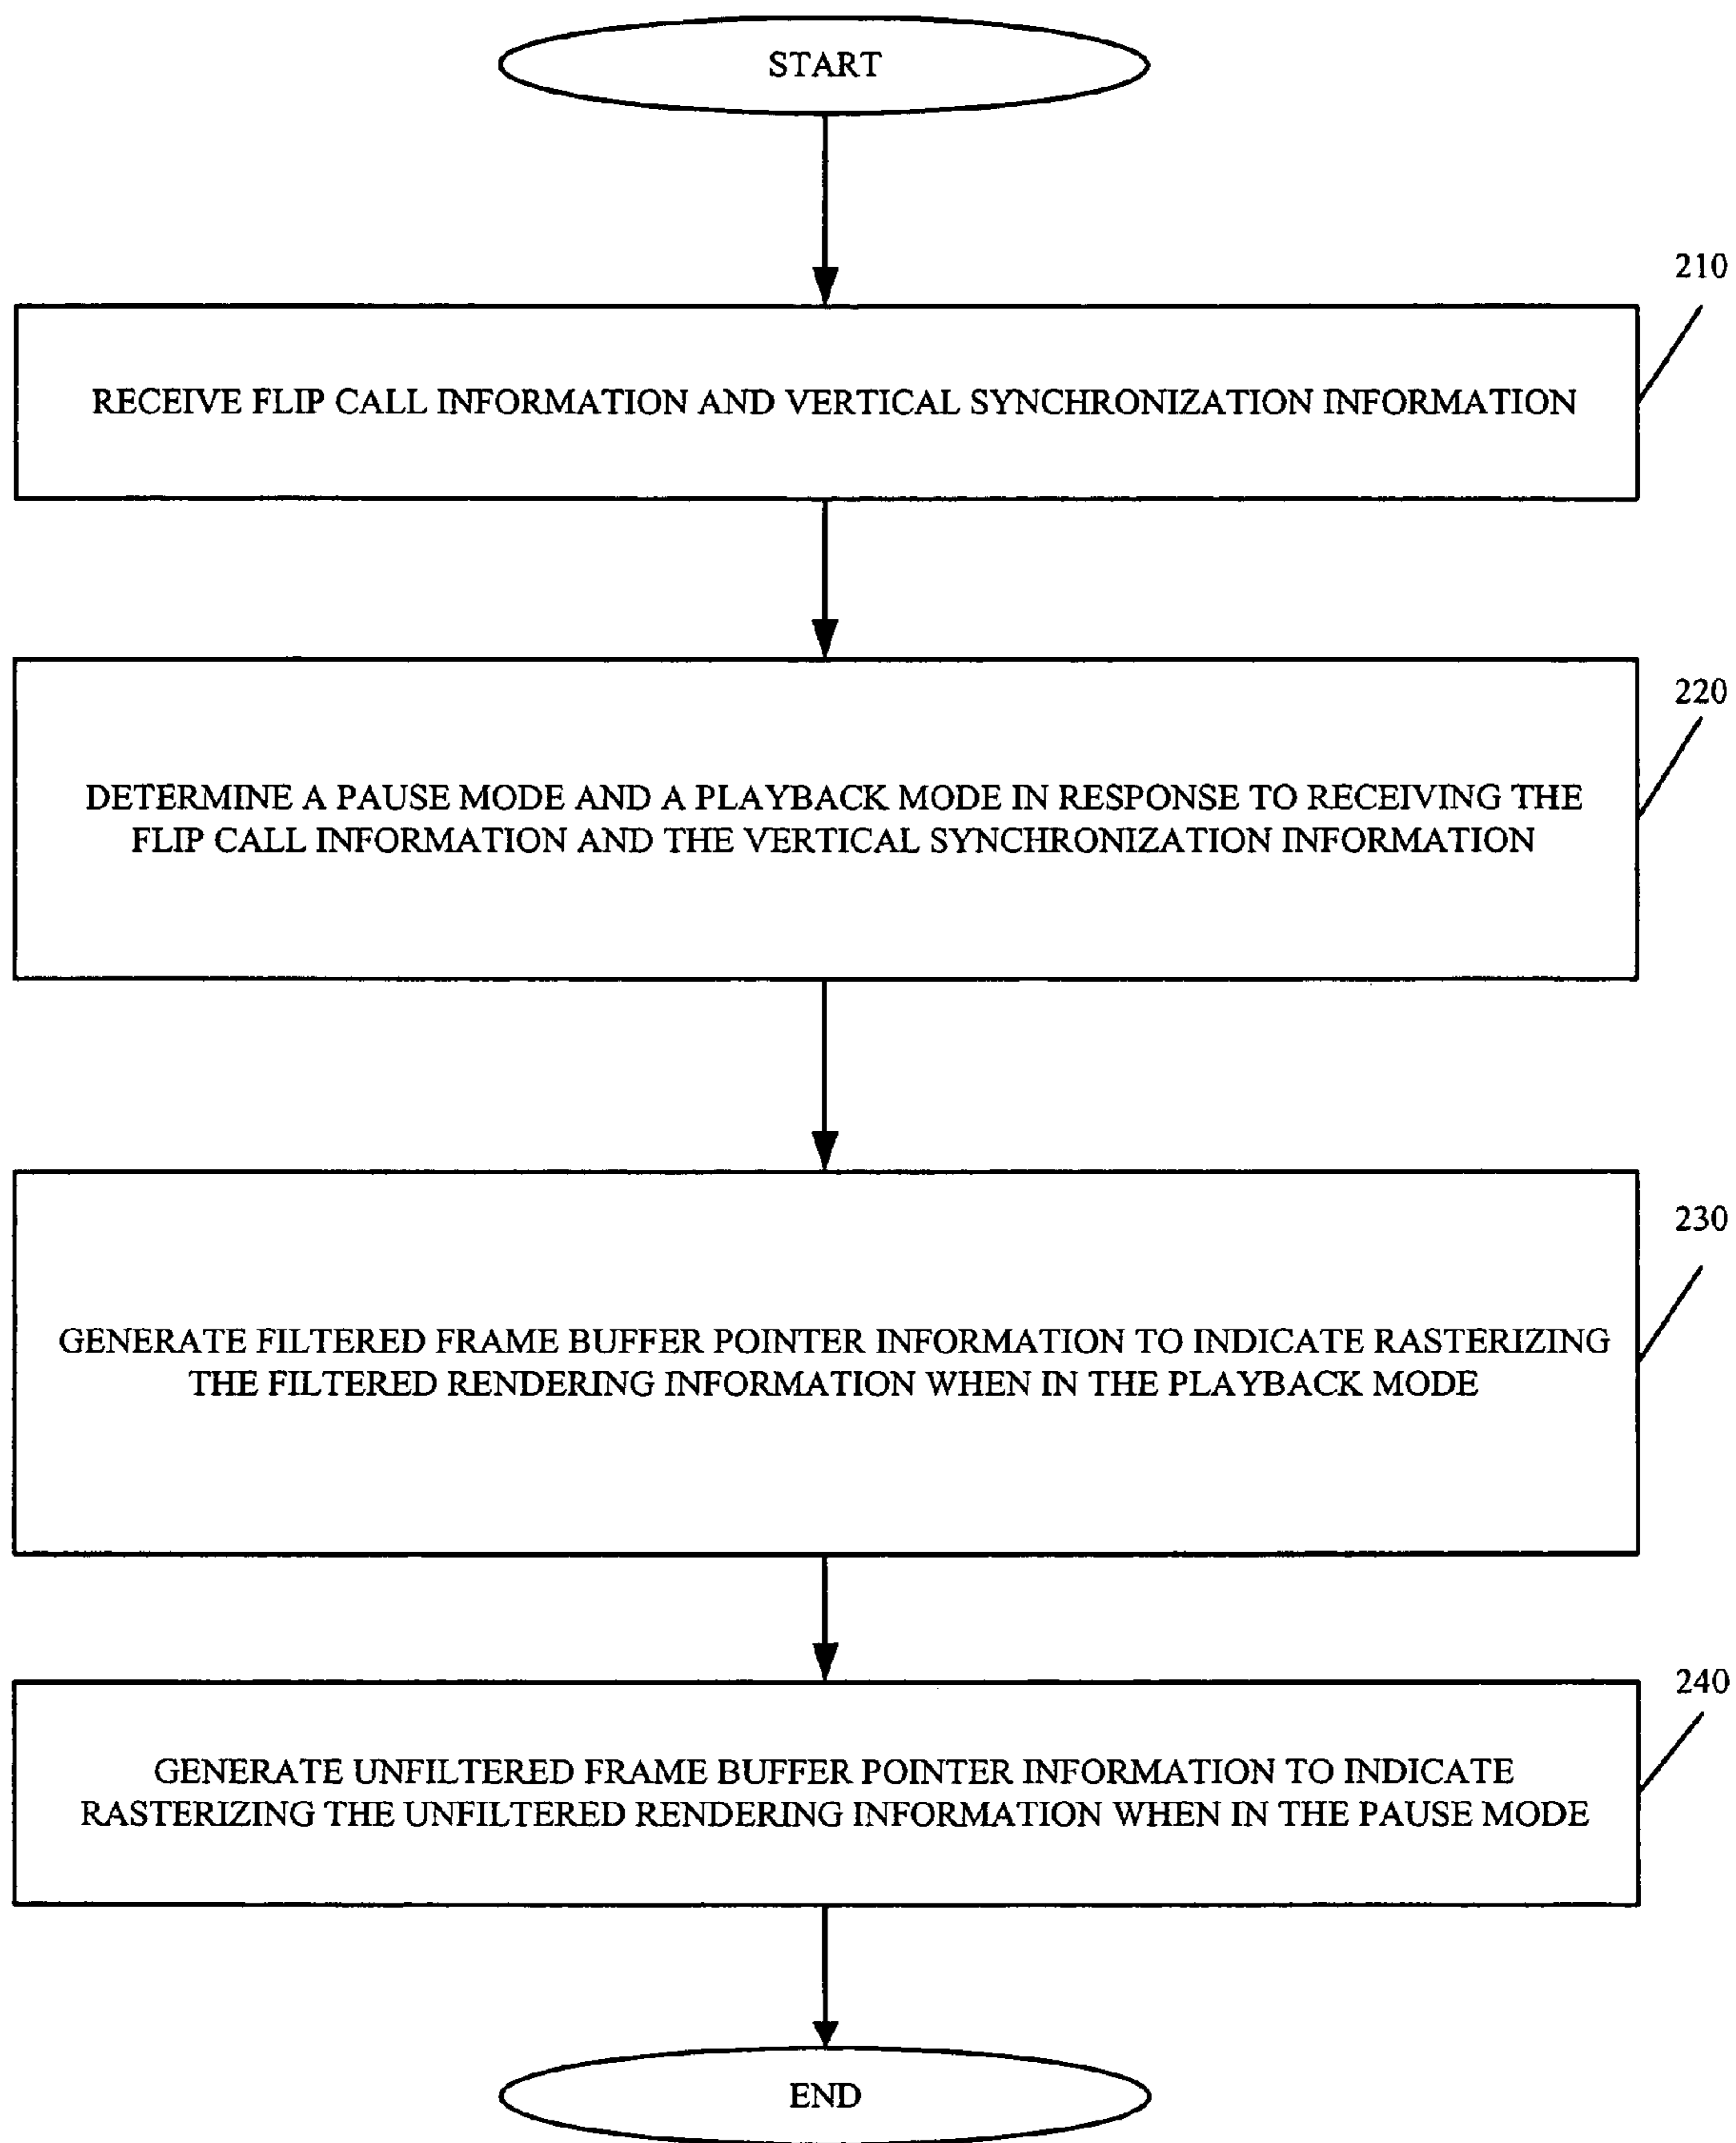 START
210
RECEIVE FLIP CALL INFORMATION AND VERTICAL SYNCHRONIZATION INFORMATION
220
DETERMINE A PAUSE MODE AND A PLAYBACK MODE IN RESPONSE TO RECEIVING THE
FLIP CALL INFORMATION AND THE VERTICAL SYNCHRONIZATION INFORMATION
230
GENERATE FILTERED FRAME BUFFER POINTER INFORMATION TO INDICATE RASTERIZING
THE FILTERED RENDERING INFORMATION WHEN IN THE PLAYBACK MODE
240
GENERATE UNFILTERED FRAME BUFFER POINTER INFORMATION TO INDICATE
RASTERIZING THE UNFILTERED RENDERING INFORMATION WHEN IN THE PAUSE MODE
END